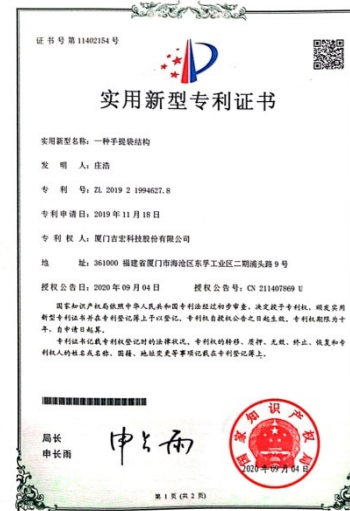 证书号第11402154号
实用新型专利证书
实用新型名称：一种手提袋结构
发 明 人：庄浩
专 利 号：ZL 2019 2 1994627.8
专利申请日：2019年11月18日
专 利 权 人：厦门吉宏科技股份有限公司
地 址：361000 福建省厦门市海沧区东孚工业区二期浦头路9号
授权公告日：2020年09月04日 授权公告号：CN 211407869 U
国家知识产权局依照中华人民共和国专利法经过初步审查，决定授予专利权，颁发实用
新型专利证书并在专利登记簿上予以登记。专利权自授权公告之日起生效。专利权期限为十
年，自申请日起算。
专利证书记载专利权登记时的法律状况。专利权的转移、质押、无效、终止、恢复和专
利权人的姓名或名称、国籍、地址变更等事项记载在专利登记簿上。
局长
申长雨
申长雨
国家知识产权局
2020年09月04日
第 1 页 (共 2 页)